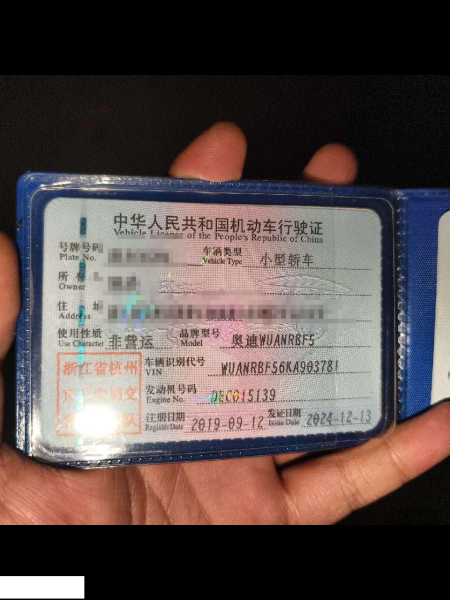 中华人民共和国机动车行驶证
Vehicle License of the People's Republic of China
号牌号码
Plate No.
车辆类型
Vehicle Type
小型轿车
所有
Owner
住 址
Address
使用性质
Use Character
非营运
品牌型号
Model
奥迪WUANRBF5
浙江省杭州
车辆识别代号
VIN
WUANRBF56KA903781
发动机号码
Engine No.
DEC015139
注册日期
Register Date
2019-09-12
发证日期
Issue Date
2024-12-13